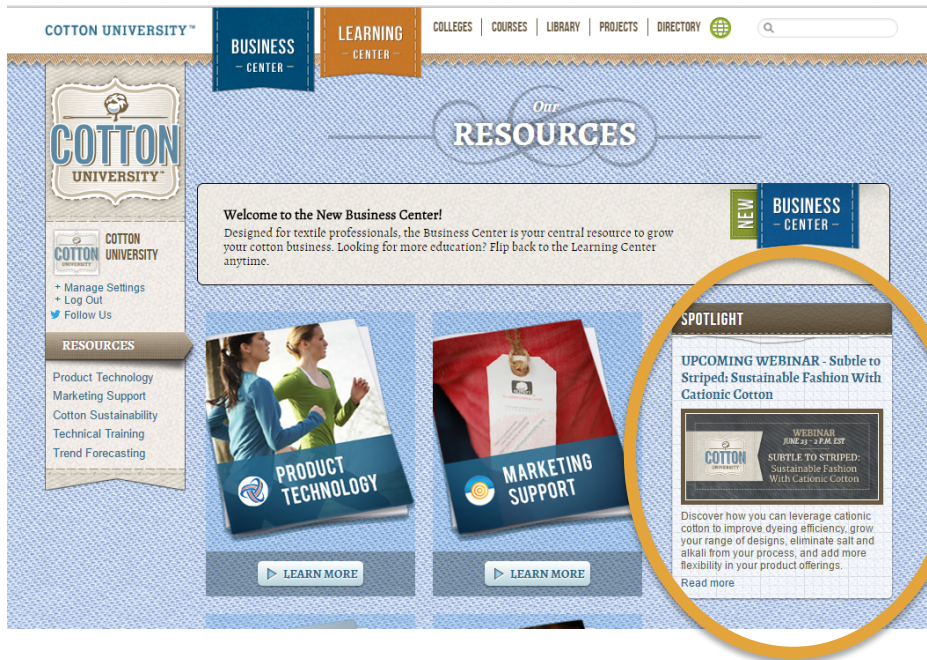 COTTON UNIVERSITY™
BUSINESS
– CENTER –
LEARNING
– CENTER –
COLLEGES | COURSES | LIBRARY | PROJECTS | DIRECTORY
COTTON
UNIVERSITY™
Our
RESOURCES
Welcome to the New Business Center!
Designed for textile professionals, the Business Center is your central resource to grow
your cotton business. Looking for more education? Flip back to the Learning Center
anytime.
NEW
BUSINESS
– CENTER –
COTTON
UNIVERSITY
COTTON
UNIVERSITY
+ Manage Settings
+ Log Out
Follow Us
RESOURCES
Product Technology
Marketing Support
Cotton Sustainability
Technical Training
Trend Forecasting
PRODUCT
TECHNOLOGY
LEARN MORE
MARKETING
SUPPORT
LEARN MORE
SPOTLIGHT
UPCOMING WEBINAR - Subtle to
Striped: Sustainable Fashion With
Cationic Cotton
COTTON
UNIVERSITY
WEBINAR
JUNE 23 - 2 P.M. EST
SUBTLE TO STRIPED:
Sustainable Fashion
With Cationic Cotton
Discover how you can leverage cationic
cotton to improve dyeing efficiency, grow
your range of designs, eliminate salt and
alkali from your process, and add more
flexibility in your product offerings.
Read more